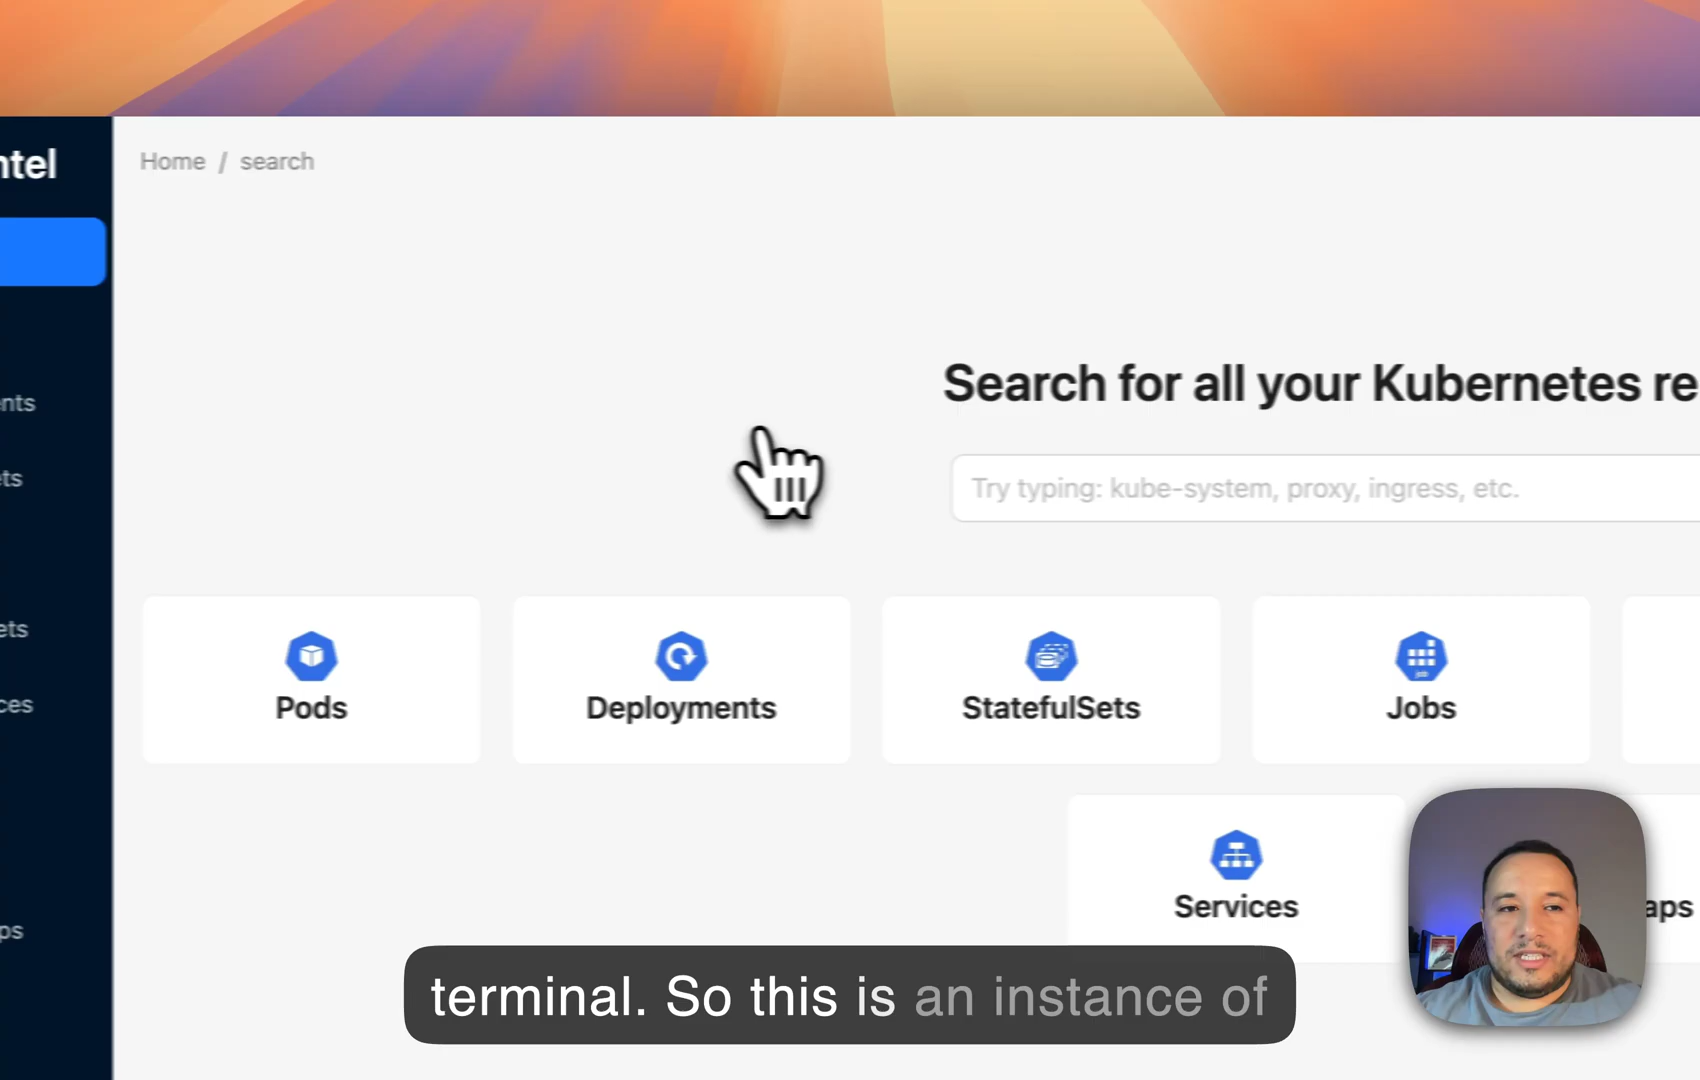 ntel
Home / search
nts
ts
ets
ces
ps
Search for all your Kubernetes re
Try typing: kube-system, proxy, ingress, etc.
Pods
Deployments
StatefulSets
Jobs
job
Services
aps
terminal. So this is an instance of